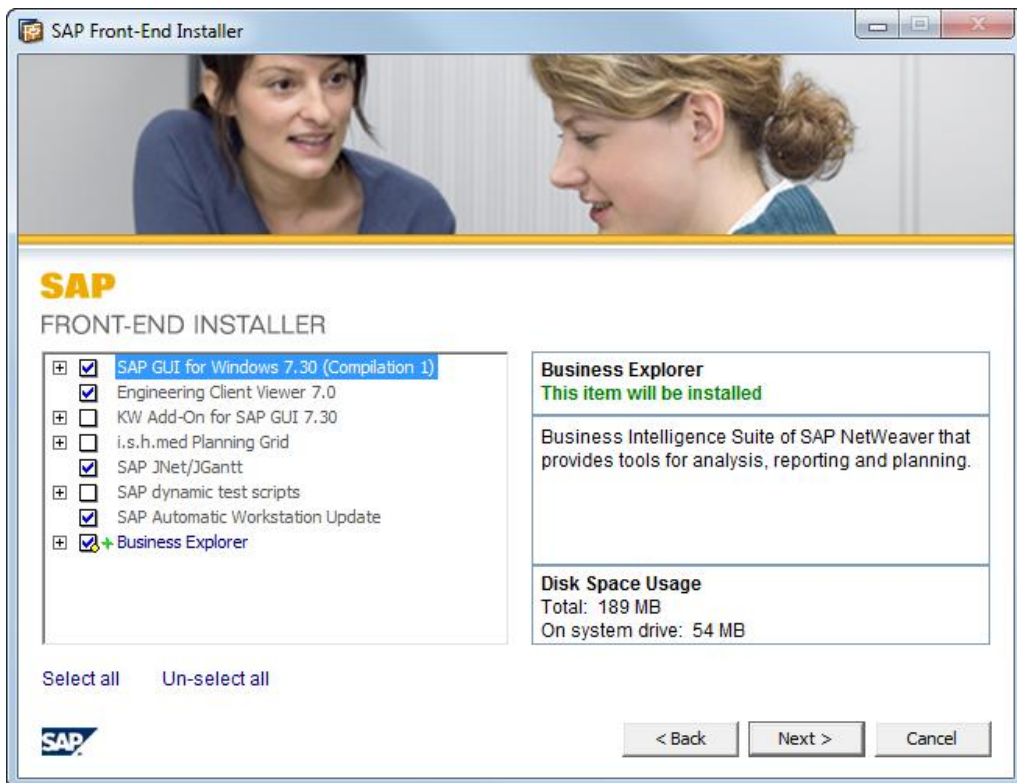 SAP Front-End Installer
SAP
FRONT-END INSTALLER
SAP GUI for Windows 7.30 (Compilation 1)
Engineering Client Viewer 7.0
KW Add-On for SAP GUI 7.30
i.s.h.med Planning Grid
SAP JNet/JGantt
SAP dynamic test scripts
SAP Automatic Workstation Update
Business Explorer
Business Explorer
This item will be installed
Business Intelligence Suite of SAP NetWeaver that
provides tools for analysis, reporting and planning.
Disk Space Usage
Total: 189 MB
On system drive: 54 MB
Select all Un-select all
SAP
< Back Next > Cancel